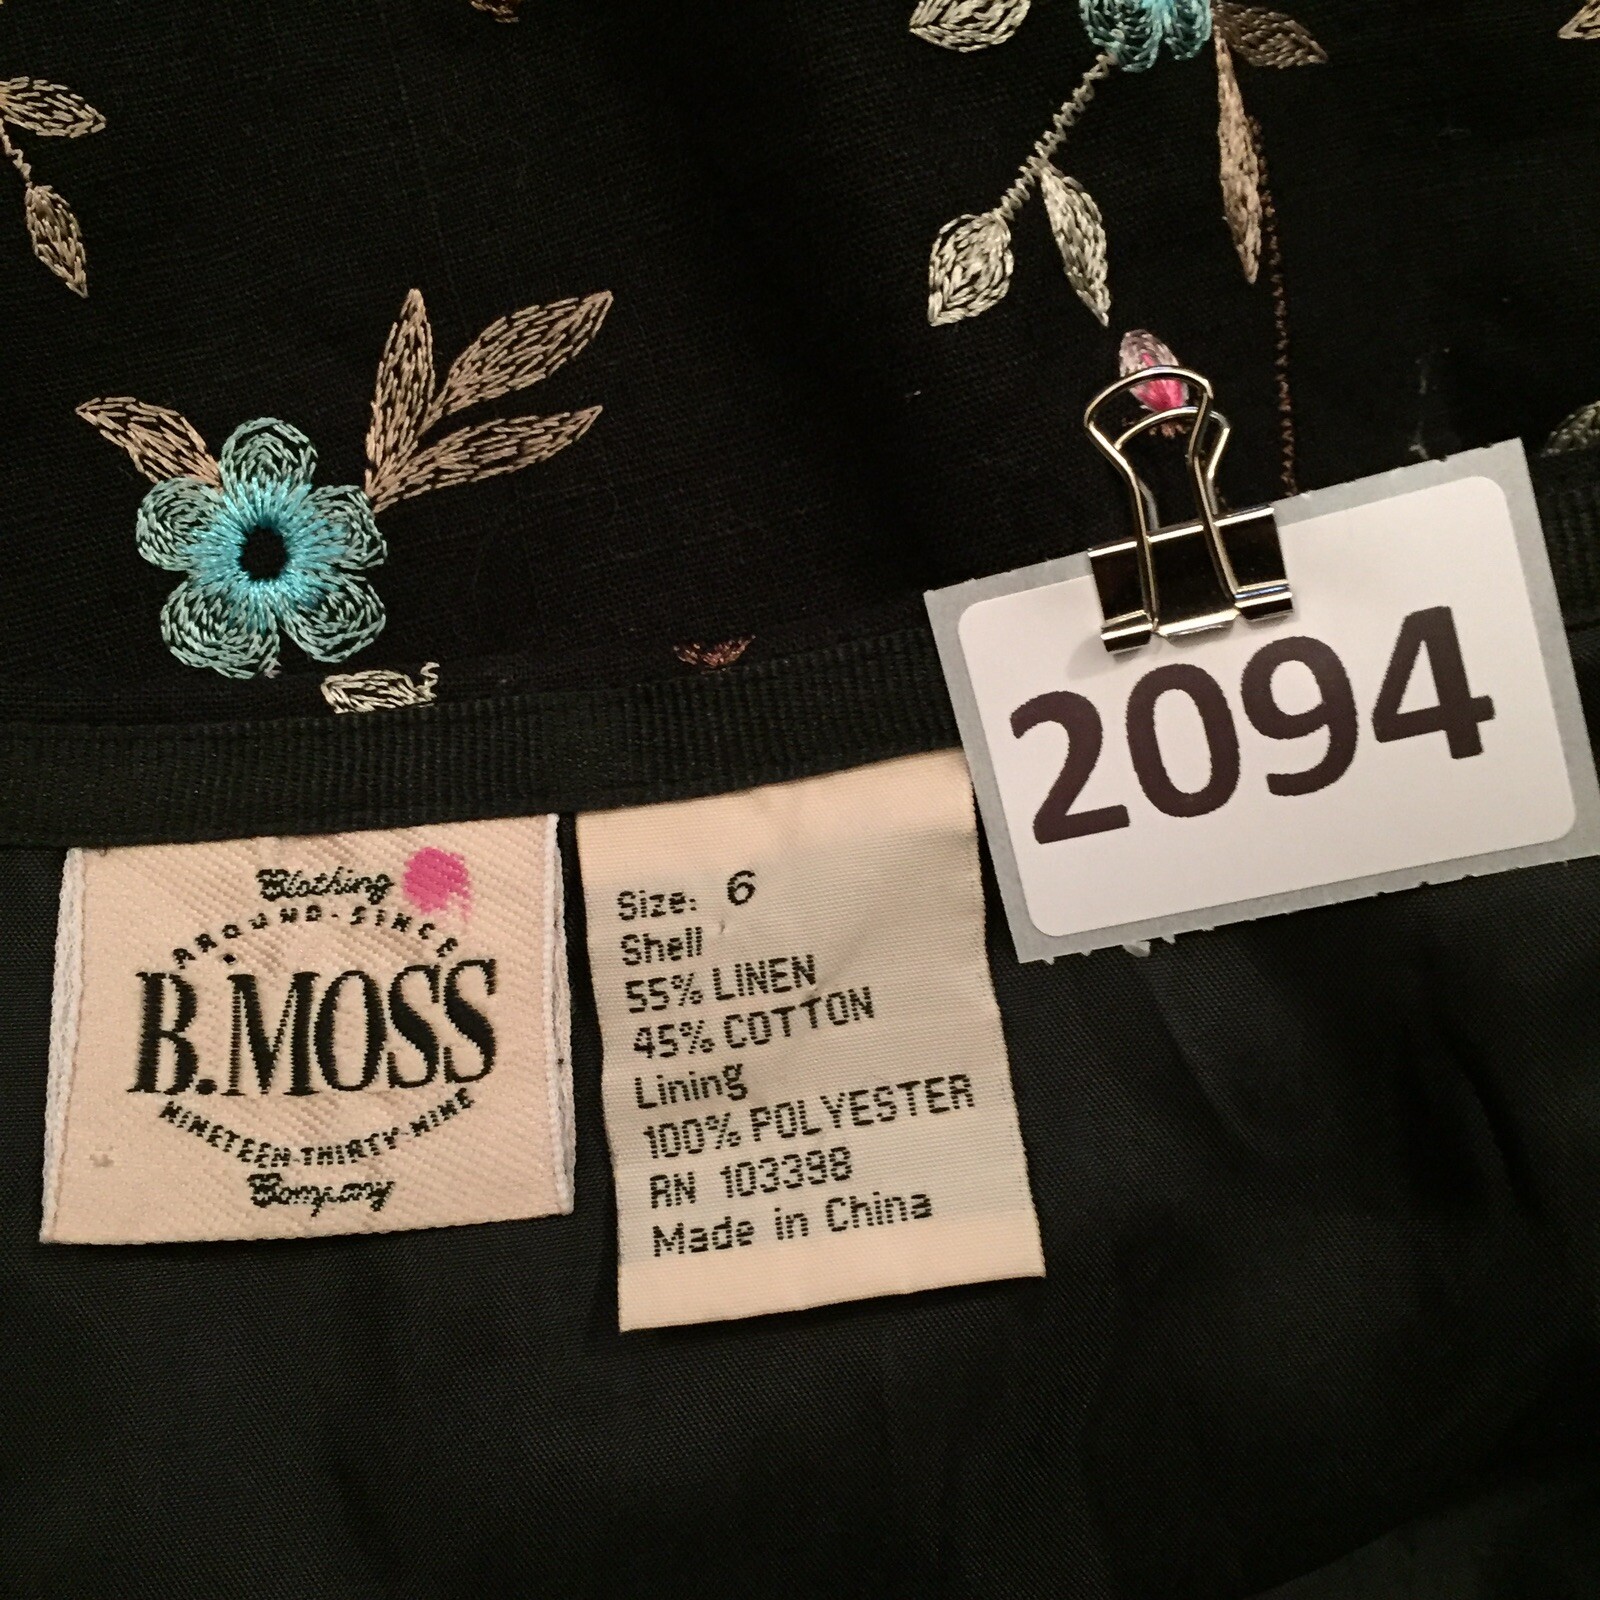 2094
Clothing
AROUND·SINCE
B.MOSS
NINETEEN·THIRTY-NINE
Company
Size: 6
Shell
55% LINEN
45% COTTON
Lining
100% POLYESTER
RN 103398
Made in China